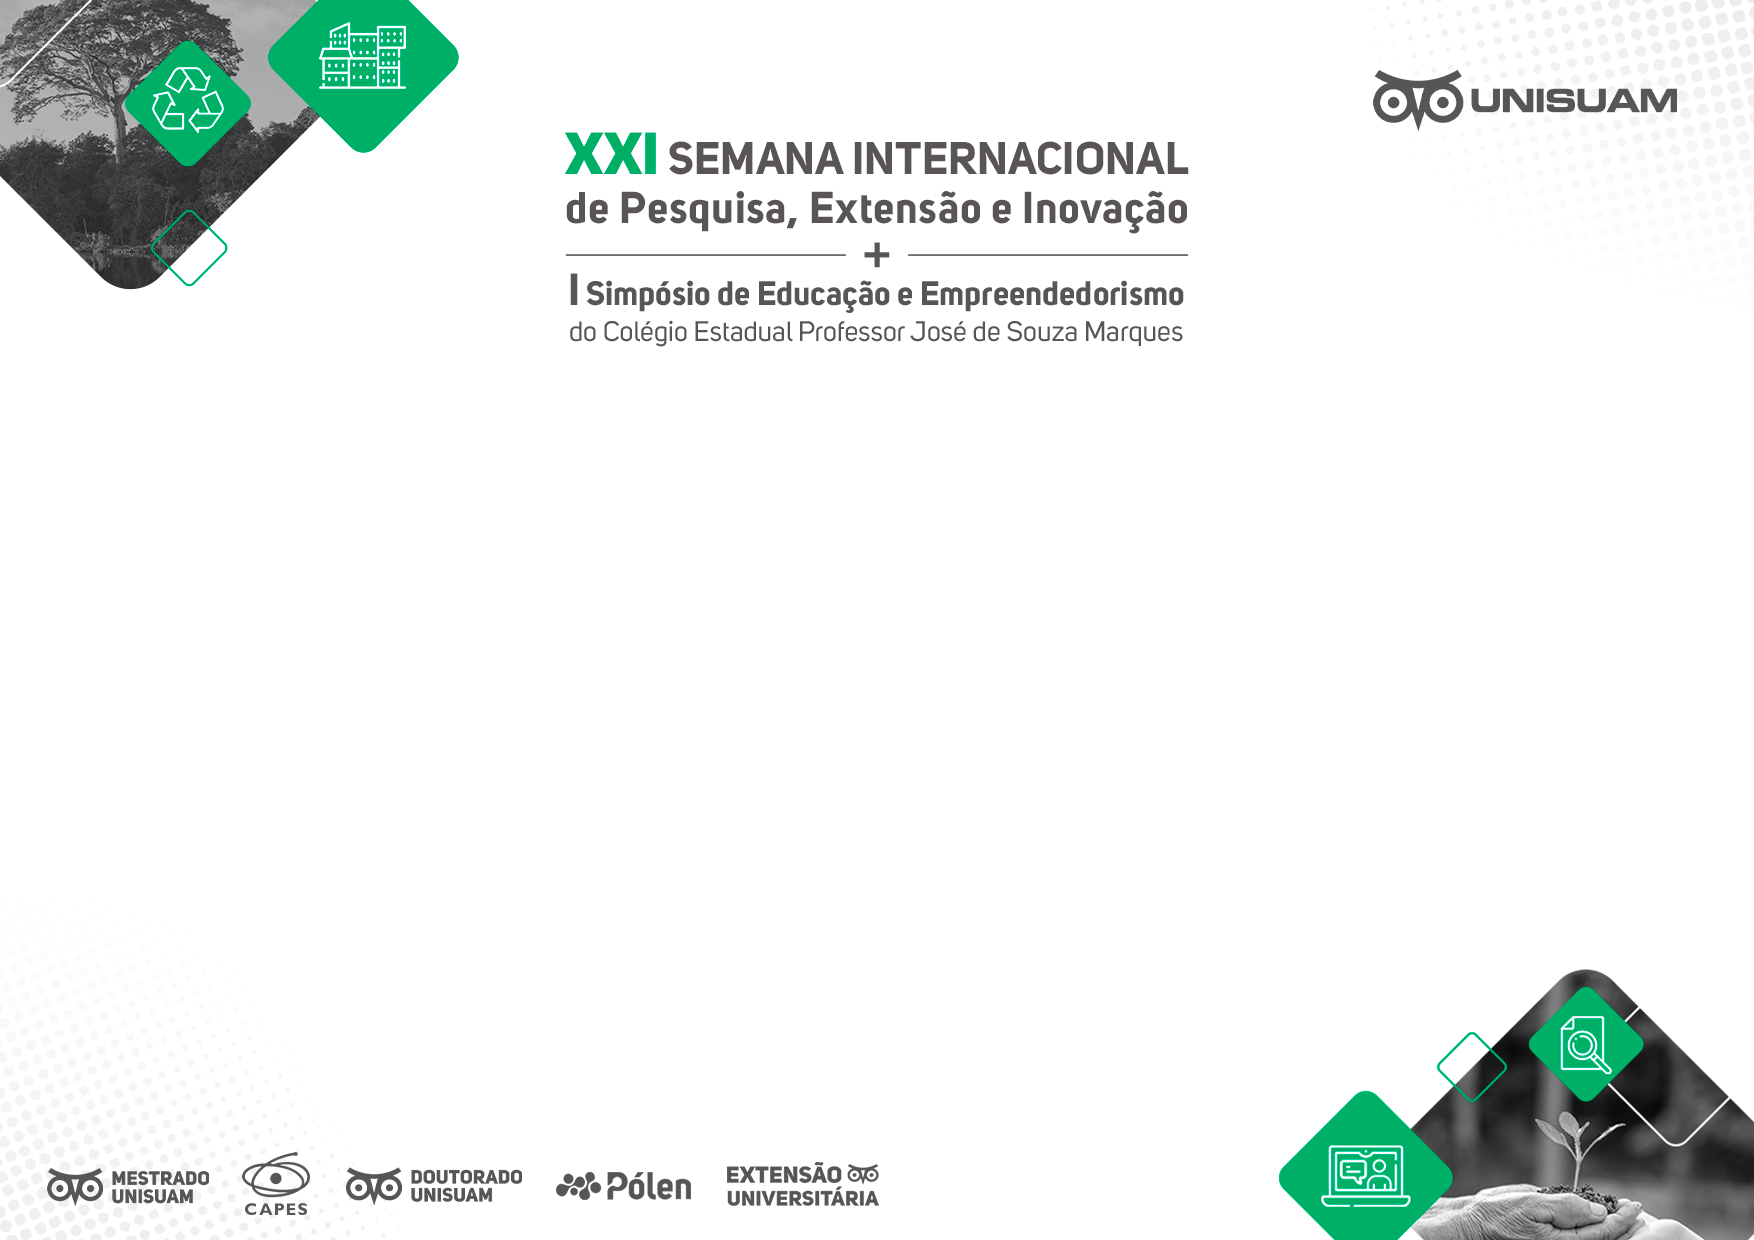 UNISUAM
XXI SEMANA INTERNACIONAL
de Pesquisa, Extensão e Inovação
+
I Simpósio de Educação e Empreendedorismo
do Colégio Estadual Professor José de Souza Marques
MESTRADO
UNISUAM
CAPES
DOUTORADO
UNISUAM
Pólen
EXTENSÃO
UNIVERSITÁRIA